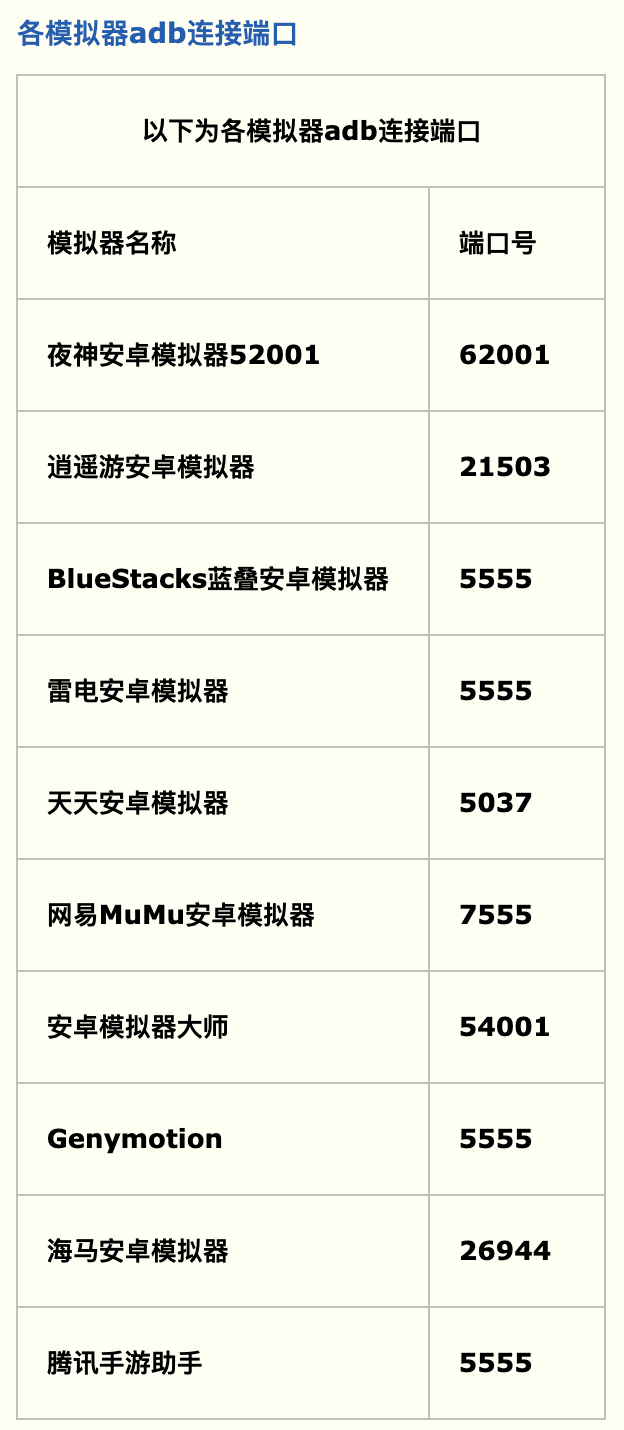 各模拟器adb连接端口
以下为各模拟器adb连接端口
模拟器名称 端口号
夜神安卓模拟器52001 62001
逍遥游安卓模拟器 21503
BlueStacks蓝叠安卓模拟器 5555
雷电安卓模拟器 5555
天天安卓模拟器 5037
网易MuMu安卓模拟器 7555
安卓模拟器大师 54001
Genymotion 5555
海马安卓模拟器 26944
腾讯手游助手 5555